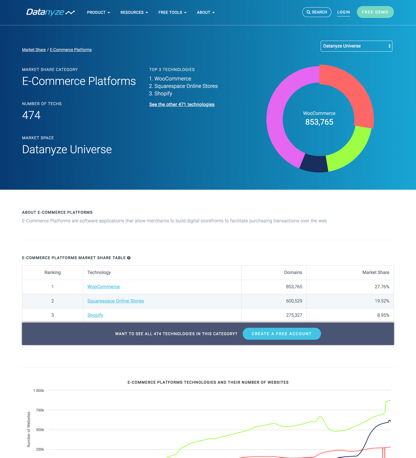 Datanyze
PRODUCT RESOURCES FREE TOOLS ABOUT SEARCH LOGIN FREE DEMO
Market Share / E-Commerce Platforms
Datanyze Universe
MARKET SHARE CATEGORY
E-Commerce Platforms
NUMBER OF TECHS
474
MARKET SPACE
Datanyze Universe
TOP 3 TECHNOLOGIES
1. WooCommerce
2. Squarespace Online Stores
3. Shopify
See the other 471 technologies
WooCommerce
853,765
ABOUT E-COMMERCE PLATFORMS
E-Commerce Platforms are software applications that allow merchants to build digital storefronts to facilitate purchasing transactions over the web.
E-COMMERCE PLATFORMS MARKET SHARE TABLE
Ranking Technology Domains Market Share
1 WooCommerce 853,765 27.76%
2 Squarespace Online Stores 600,529 19.52%
3 Shopify 275,327 8.95%
WANT TO SEE ALL 474 TECHNOLOGIES IN THIS CATEGORY? CREATE A FREE ACCOUNT
E-COMMERCE PLATFORMS TECHNOLOGIES AND THEIR NUMBER OF WEBSITES
Number of Websites
1 000k
750k
500k
250k